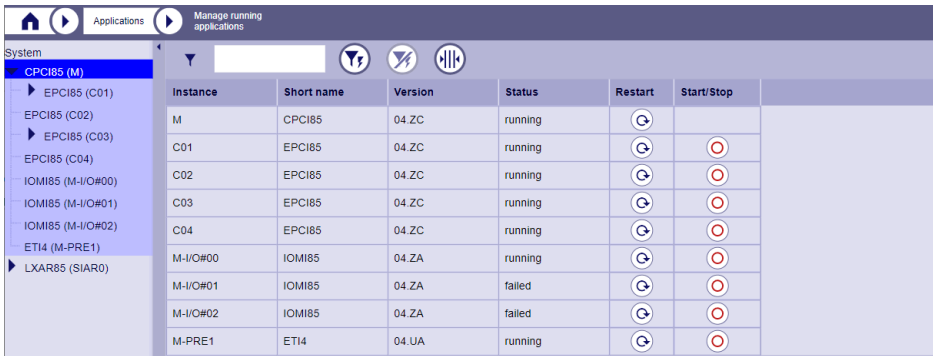 Applications
Manage running
applications
System
CPCI85 (M)
EPCI85 (C01)
EPCI85 (C02)
EPCI85 (C03)
EPCI85 (C04)
IOMI85 (M-I/O#00)
IOMI85 (M-I/O#01)
IOMI85 (M-I/O#02)
ETI4 (M-PRE1)
LXAR85 (SIAR0)
Instance Short name Version Status Restart Start/Stop
M CPCI85 04.ZC running
C01 EPCI85 04.ZC running
C02 EPCI85 04.ZC running
C03 EPCI85 04.ZC running
C04 EPCI85 04.ZC running
M-I/O#00 IOMI85 04.ZA running
M-I/O#01 IOMI85 04.ZA failed
M-I/O#02 IOMI85 04.ZA failed
M-PRE1 ETI4 04.UA running